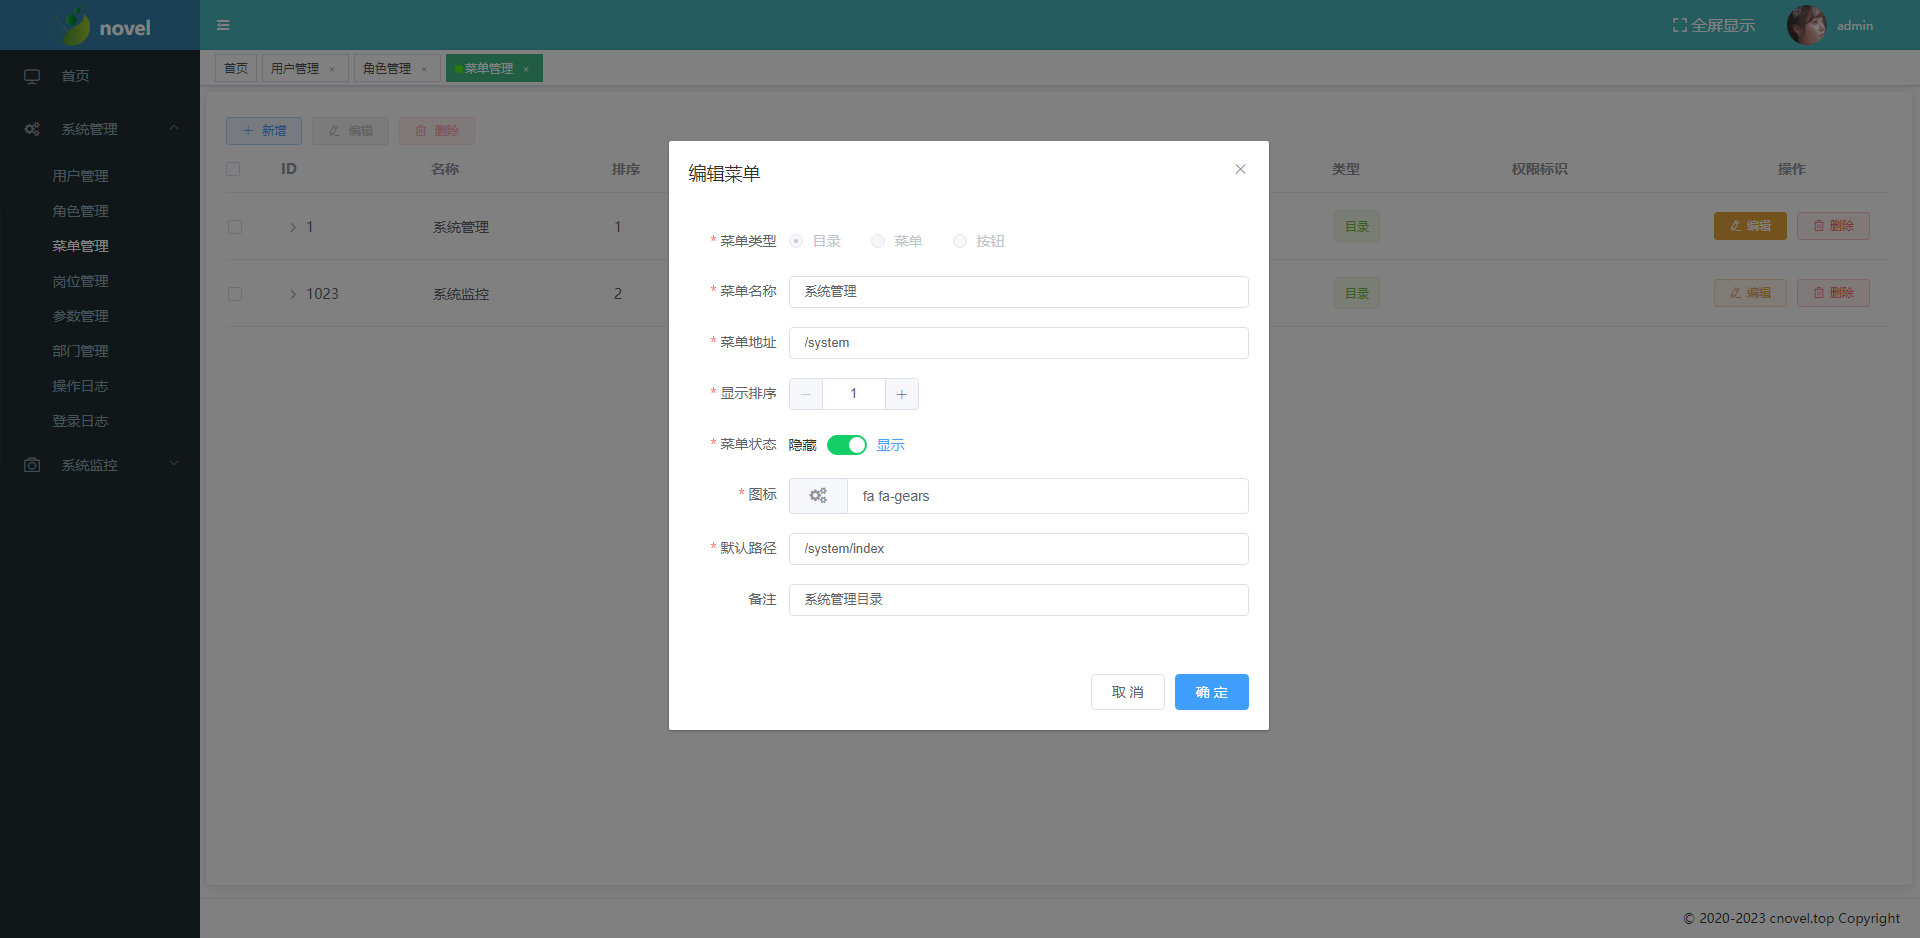 novel
全屏显示
admin
首页
用户管理 ×
角色管理 ×
菜单管理 ×
首页
系统管理
用户管理
角色管理
菜单管理
岗位管理
参数管理
部门管理
操作日志
登录日志
系统监控
+ 新增
编辑
删除
ID 名称 排序 类型 权限标识 操作
1 系统管理 1 目录 编辑 删除
1023 系统监控 2 目录 编辑 删除
编辑菜单
* 菜单类型 目录 菜单 按钮
* 菜单名称 系统管理
* 菜单地址 /system
* 显示排序 − 1 +
* 菜单状态 隐藏 显示
* 图标 fa fa-gears
* 默认路径 /system/index
备注 系统管理目录
取 消
确 定
© 2020-2023 cnovel.top Copyright